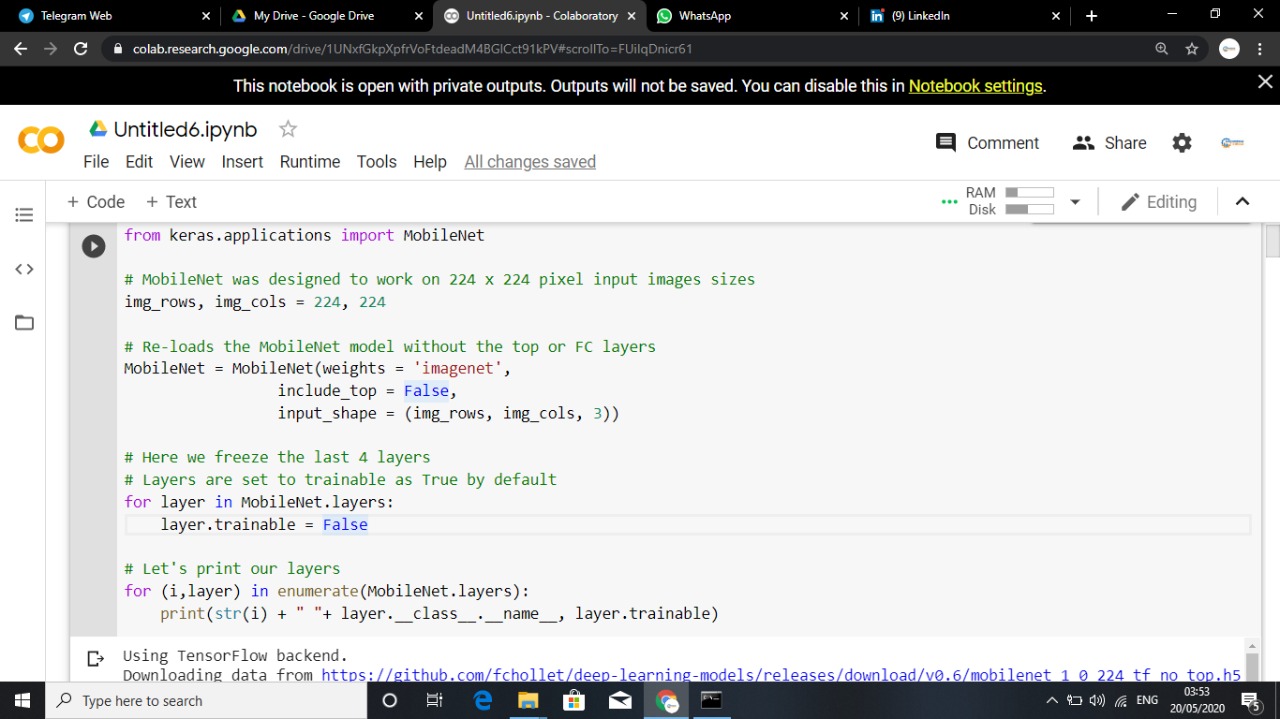 Telegram Web
My Drive - Google Drive
Untitled6.ipynb - Colaboratory
WhatsApp
(9) LinkedIn
colab.research.google.com/drive/1UNxfGkpXpfrVoFtdeadM4BGlCct91kPV#scrollTo=FUiIqDnicr61
This notebook is open with private outputs. Outputs will not be saved. You can disable this in Notebook settings.
Untitled6.ipynb
Comment
Share
File Edit View Insert Runtime Tools Help All changes saved
+ Code + Text
RAM
Disk
Editing
from keras.applications import MobileNet
# MobileNet was designed to work on 224 x 224 pixel input images sizes
img_rows, img_cols = 224, 224
# Re-loads the MobileNet model without the top or FC layers
MobileNet = MobileNet(weights = 'imagenet',
include_top = False,
input_shape = (img_rows, img_cols, 3))
# Here we freeze the last 4 layers
# Layers are set to trainable as True by default
for layer in MobileNet.layers:
layer.trainable = False
# Let's print our layers
for (i,layer) in enumerate(MobileNet.layers):
print(str(i) + " "+ layer.__class__.__name__, layer.trainable)
Using TensorFlow backend.
Downloading data from https://github.com/fchollet/deep-learning-models/releases/download/v0.6/mobilenet_1_0_224_tf_no_top.h5
Type here to search
ENG
03:53
20/05/2020
5